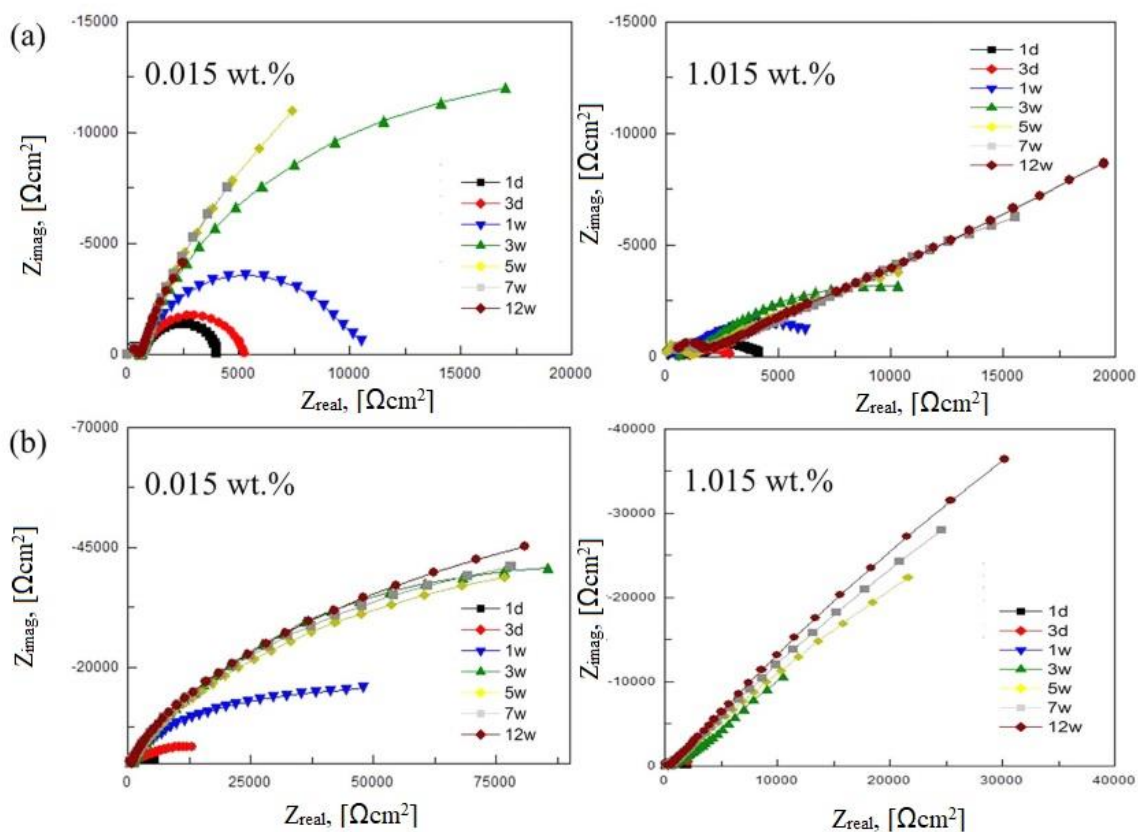 (a)
-15000
-10000
-5000
0
0.015 wt.%
1d
3d
1w
3w
5w
7w
12w
0 5000 10000 15000 20000
Zreal, [Ωcm²]
Zimag, [Ωcm²]
-15000
-10000
-5000
0
1.015 wt.%
1d
3d
1w
3w
5w
7w
12w
0 5000 10000 15000 20000
Zreal, [Ωcm²]
Zimag, [Ωcm²]
(b)
-70000
-45000
-20000
0.015 wt.%
1d
3d
1w
3w
5w
7w
12w
0 25000 50000 75000
Zreal, [Ωcm²]
Zimag, [Ωcm²]
-40000
-30000
-20000
-10000
0
1.015 wt.%
1d
3d
1w
3w
5w
7w
12w
0 10000 20000 30000 40000
Zreal, [Ωcm²]
Zimag, [Ωcm²]